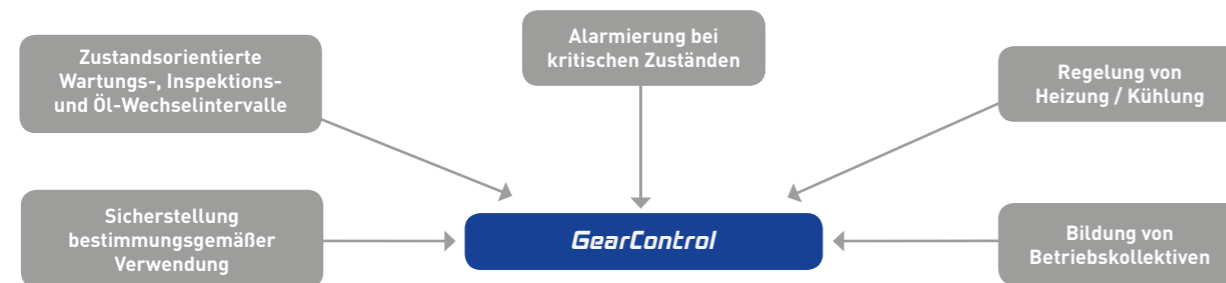 Zustandsorientierte
Wartungs-, Inspektions-
und Öl-Wechselintervalle
Alarmierung bei
kritischen Zuständen
Regelung von
Heizung / Kühlung
Sicherstellung
bestimmungsgemäßer
Verwendung
GearControl
Bildung von
Betriebskollektiven